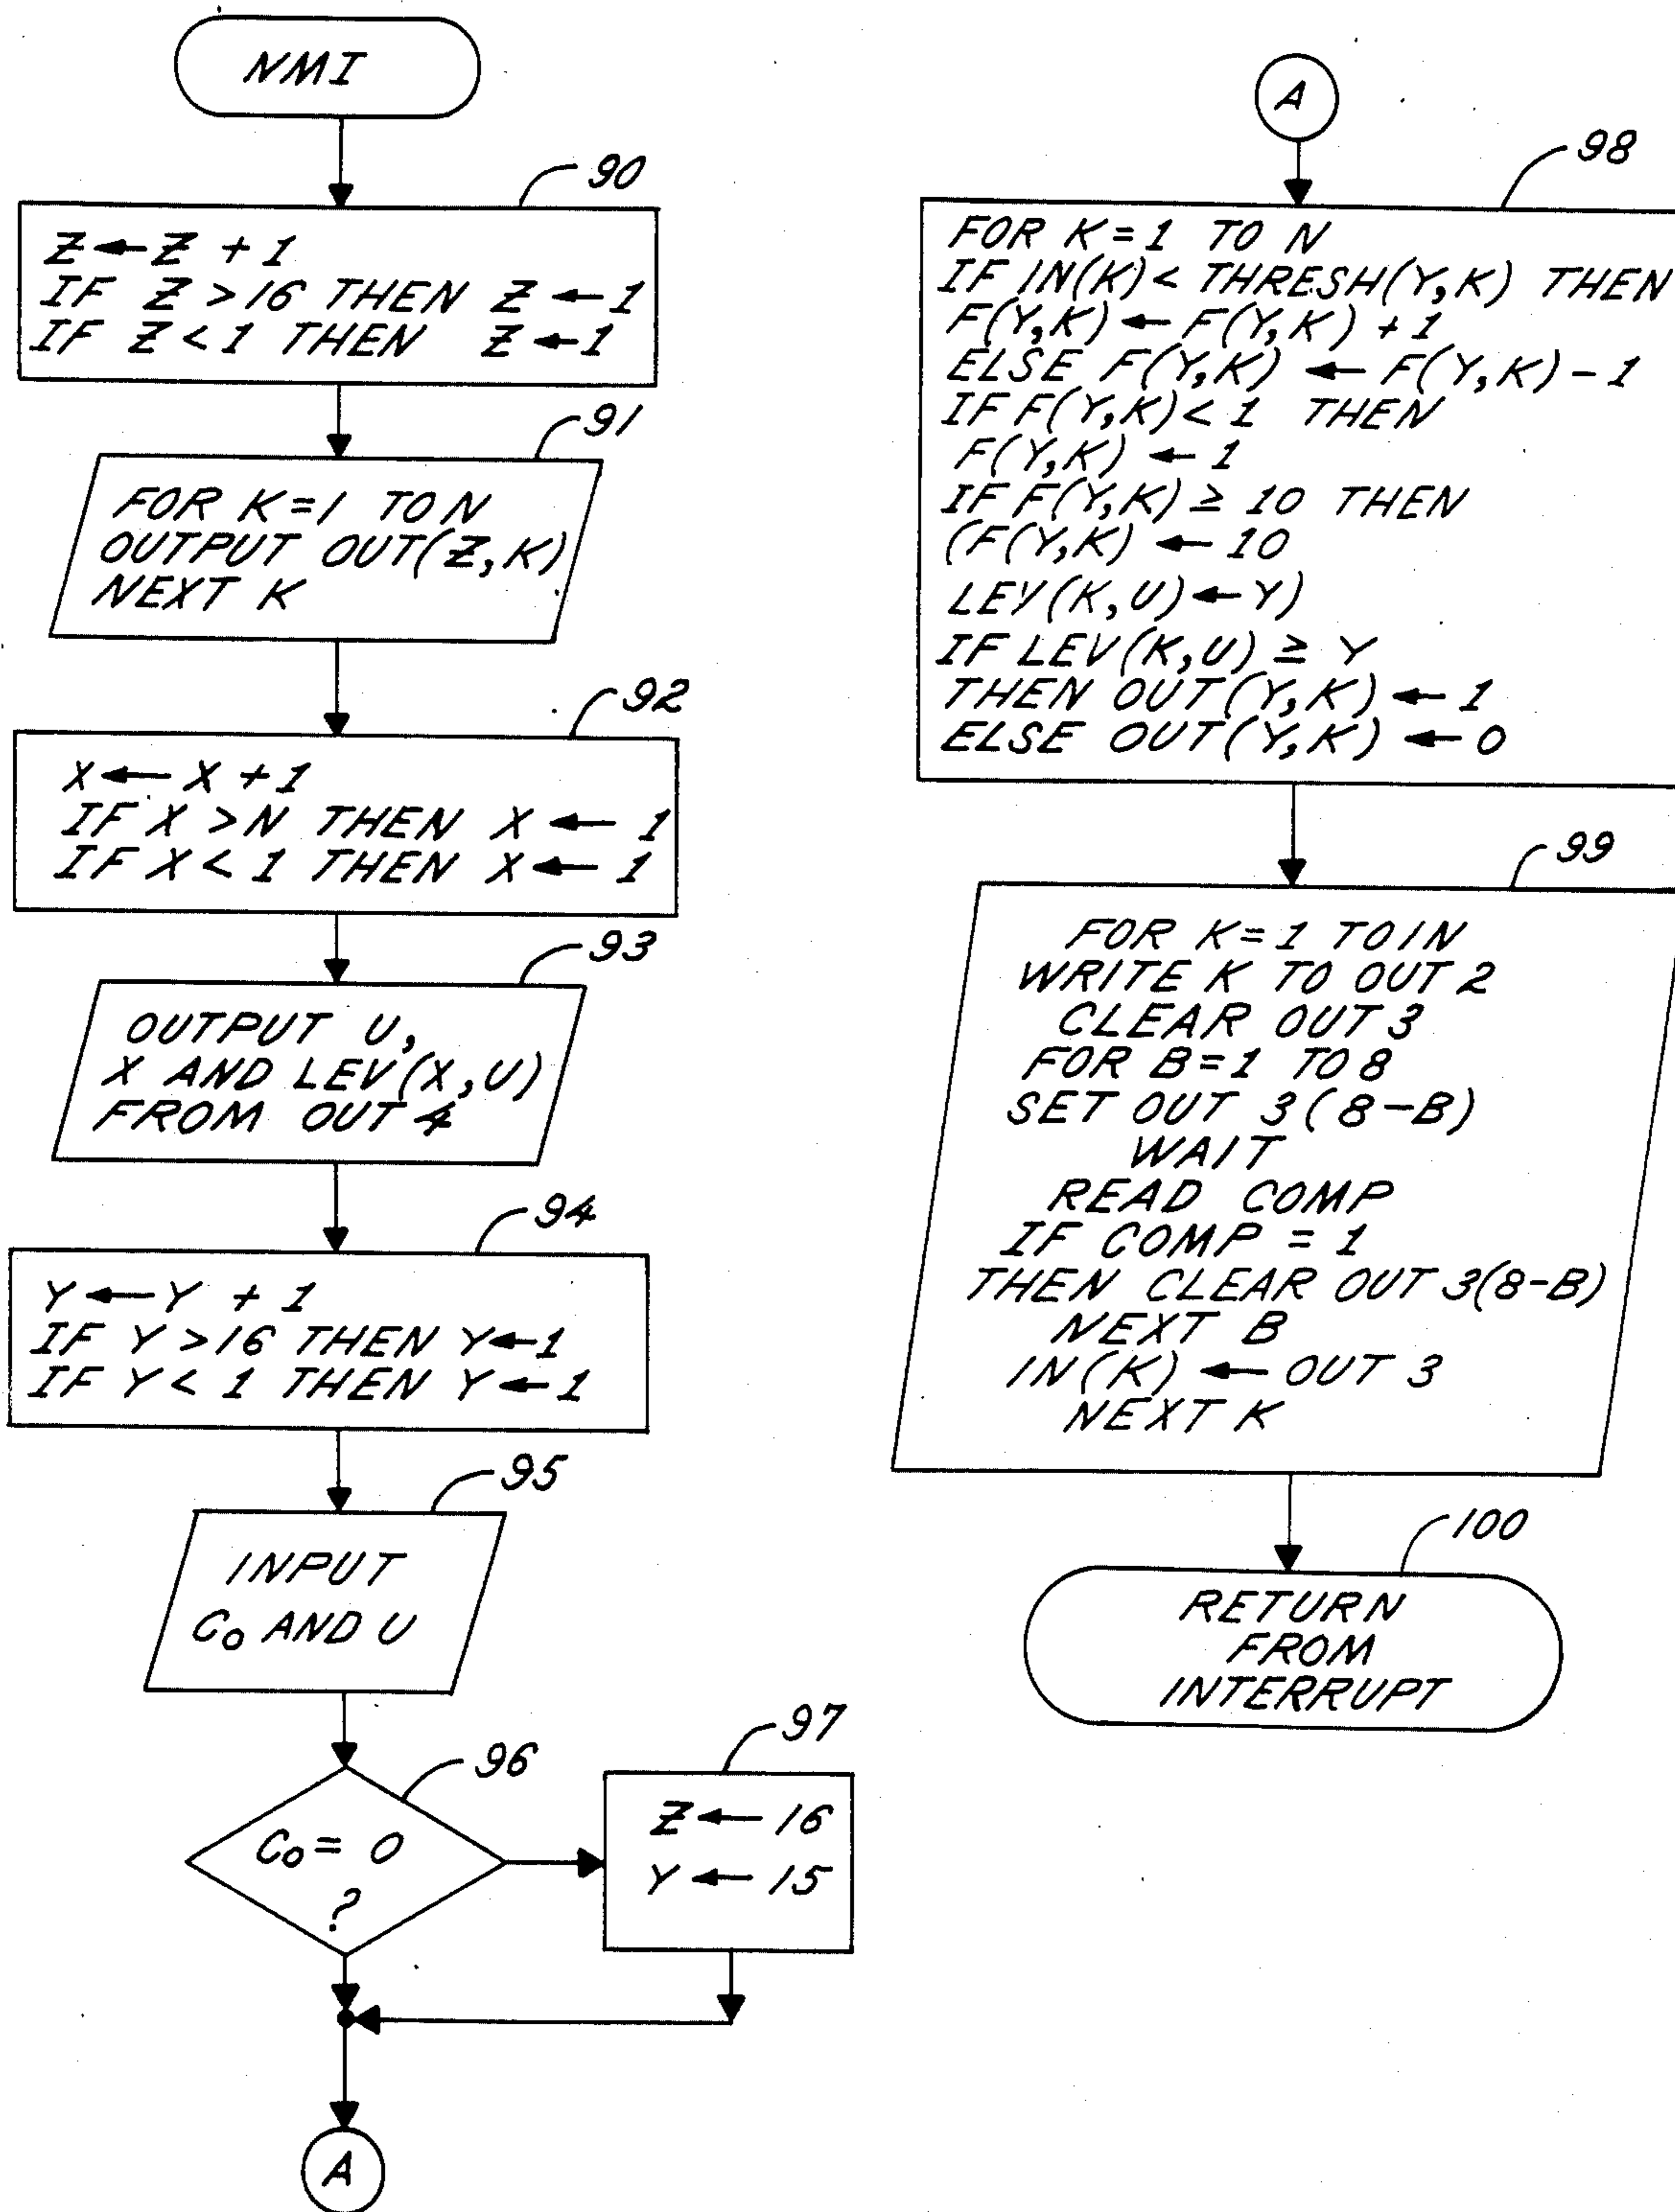 NMI
90
Z ← Z + 1
IF Z > 16 THEN Z ← 1
IF Z < 1 THEN Z ← 1
91
FOR K = 1 TO N
OUTPUT OUT(Z,K)
NEXT K
92
X ← X + 1
IF X > N THEN X ← 1
IF X < 1 THEN X ← 1
93
OUTPUT U,
X AND LEV(X,U)
FROM OUT 4
94
Y ← Y + 1
IF Y > 16 THEN Y ← 1
IF Y < 1 THEN Y ← 1
95
INPUT
C₀ AND U
96
C₀ = 0
?
97
Z ← 16
Y ← 15
A
A
98
FOR K = 1 TO N
IF IN(K) < THRESH(Y,K) THEN
F(Y,K) ← F(Y,K) + 1
ELSE F(Y,K) ← F(Y,K) - 1
IF F(Y,K) < 1 THEN
F(Y,K) ← 1
IF F(Y,K) ≥ 10 THEN
(F(Y,K) ← 10
LEV(K,U) ← Y)
IF LEV(K,U) ≥ Y
THEN OUT(Y,K) ← 1
ELSE OUT(Y,K) ← 0
99
FOR K = 1 TO IN
WRITE K TO OUT 2
CLEAR OUT 3
FOR B = 1 TO 8
SET OUT 3(8-B)
WAIT
READ COMP
IF COMP = 1
THEN CLEAR OUT 3(8-B)
NEXT B
IN(K) ← OUT 3
NEXT K
100
RETURN
FROM
INTERRUPT